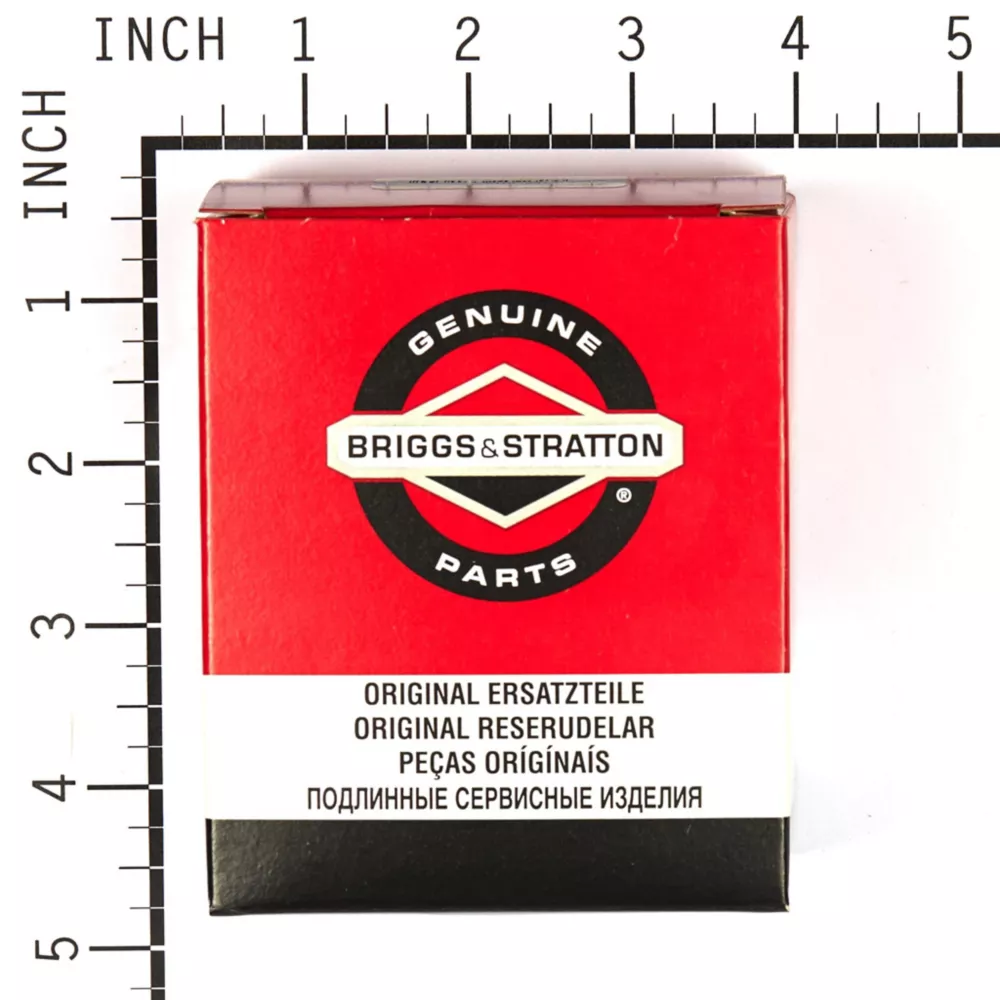 INCH 1 2 3 4 5
INCH
1
2
3
4
5
GENUINE
BRIGGS & STRATTON
®
PARTS
ORIGINAL ERSATZTEILE
ORIGINAL RESERUDELAR
PEÇAS ORÍGÍNAÍS
ПОДЛИННЫЕ СЕРВИСНЫЕ ИЗДЕЛИЯ